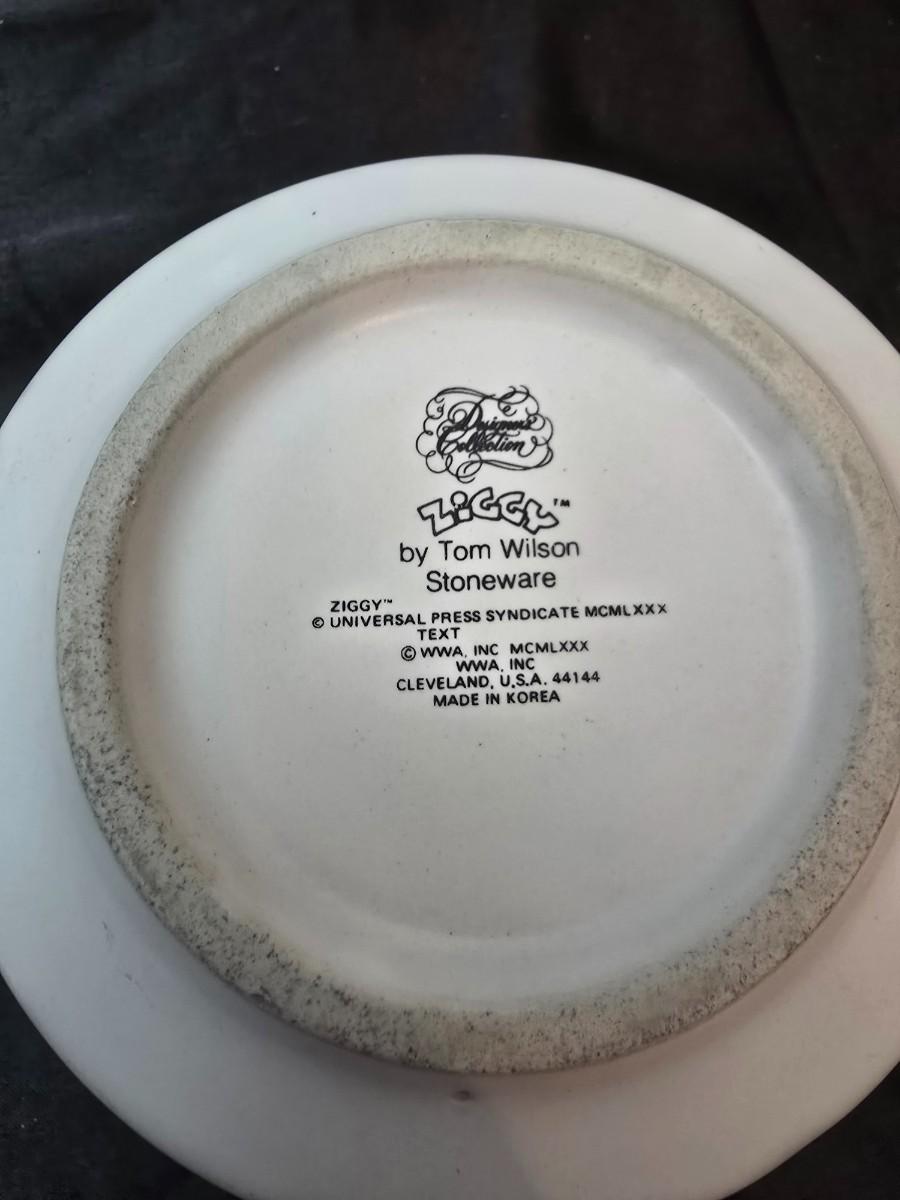 Designers
Collection
ZiGGY™
by Tom Wilson
Stoneware
ZIGGY™
© UNIVERSAL PRESS SYNDICATE MCMLXXX
TEXT
© WWA, INC MCMLXXX
WWA, INC
CLEVELAND, U.S.A. 44144
MADE IN KOREA